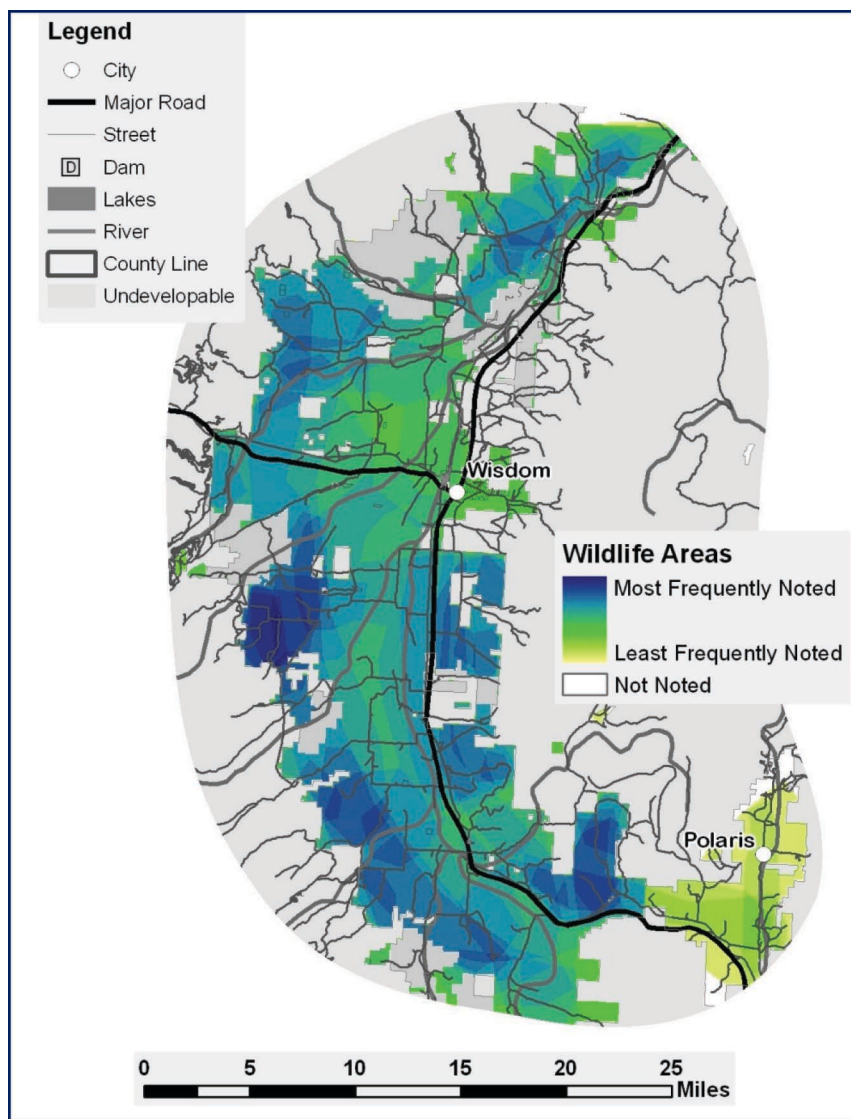 Legend
City
Major Road
Street
D Dam
Lakes
River
County Line
Undevelopable
Wisdom
Wildlife Areas
Most Frequently Noted
Least Frequently Noted
Not Noted
Polaris
0 5 10 15 20 25
Miles